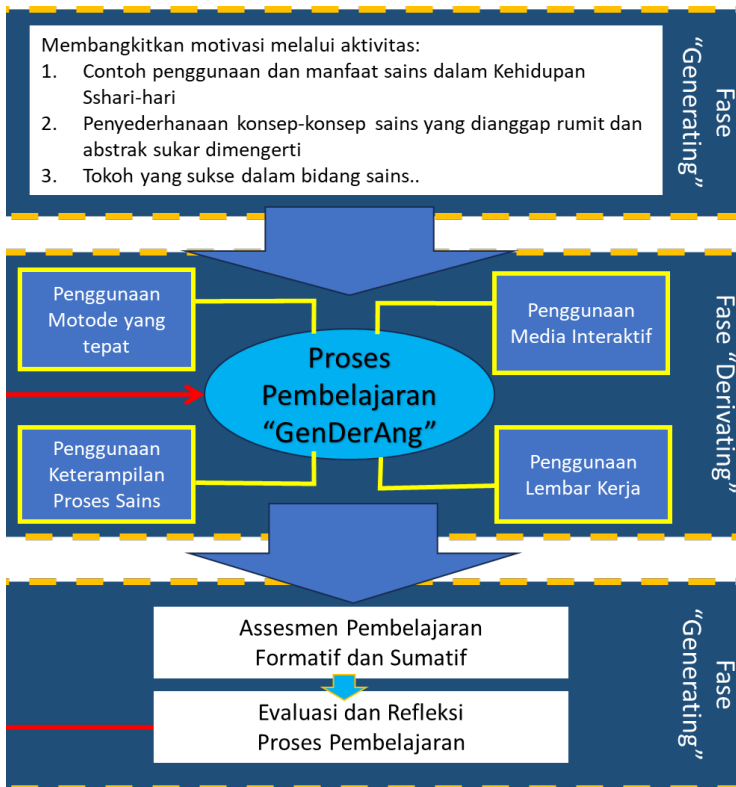 Membangkitkan motivasi melalui aktivitas:
1. Contoh penggunaan dan manfaat sains dalam Kehidupan
Sshari-hari
2. Penyederhanaan konsep-konsep sains yang dianggap rumit dan
abstrak sukar dimengerti
3. Tokoh yang sukse dalam bidang sains..
Fase
“Generating”
Penggunaan
Motode yang
tepat
Penggunaan
Media Interaktif
Proses
Pembelajaran
“GenDerAng”
Penggunaan
Keterampilan
Proses Sains
Penggunaan
Lembar Kerja
Fase “Derivating”
Assesmen Pembelajaran
Formatif dan Sumatif
Evaluasi dan Refleksi
Proses Pembelajaran
Fase
“Generating”